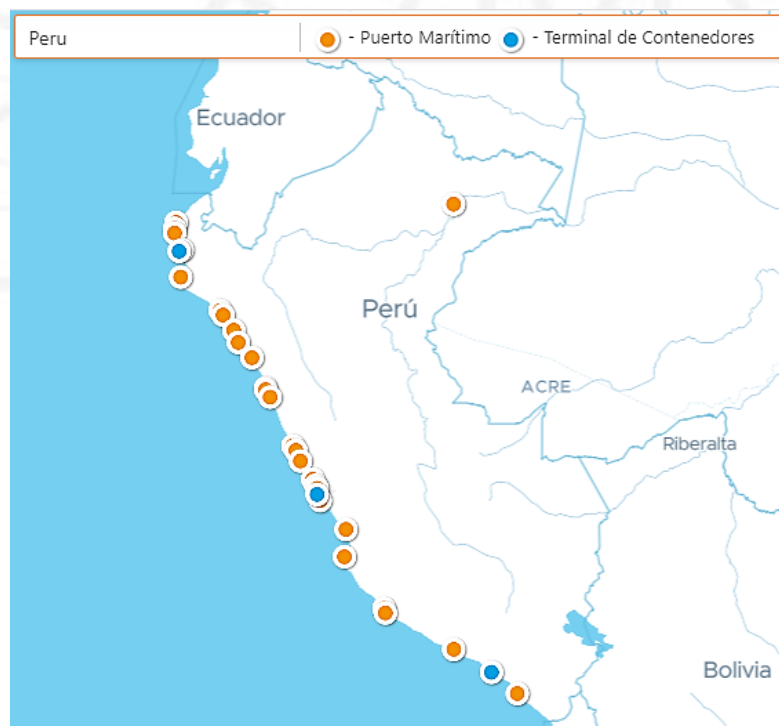 Peru - Puerto Marítimo - Terminal de Contenedores
Ecuador
Perú
ACRE
Riberalta
Bolivia